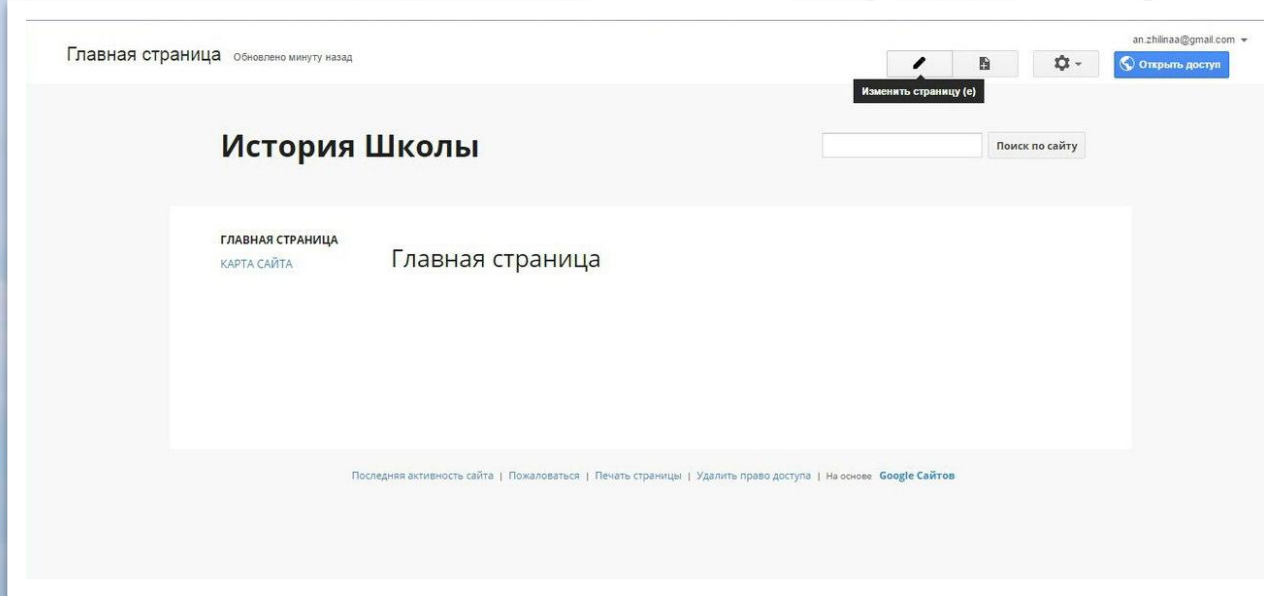 an.zhilinaa@gmail.com
Главная страница Обновлено минуту назад
Открыть доступ
Изменить страницу (e)
История Школы
Поиск по сайту
ГЛАВНАЯ СТРАНИЦА
КАРТА САЙТА
Главная страница
Последняя активность сайта | Пожаловаться | Печать страницы | Удалить право доступа | На основе Google Сайтов